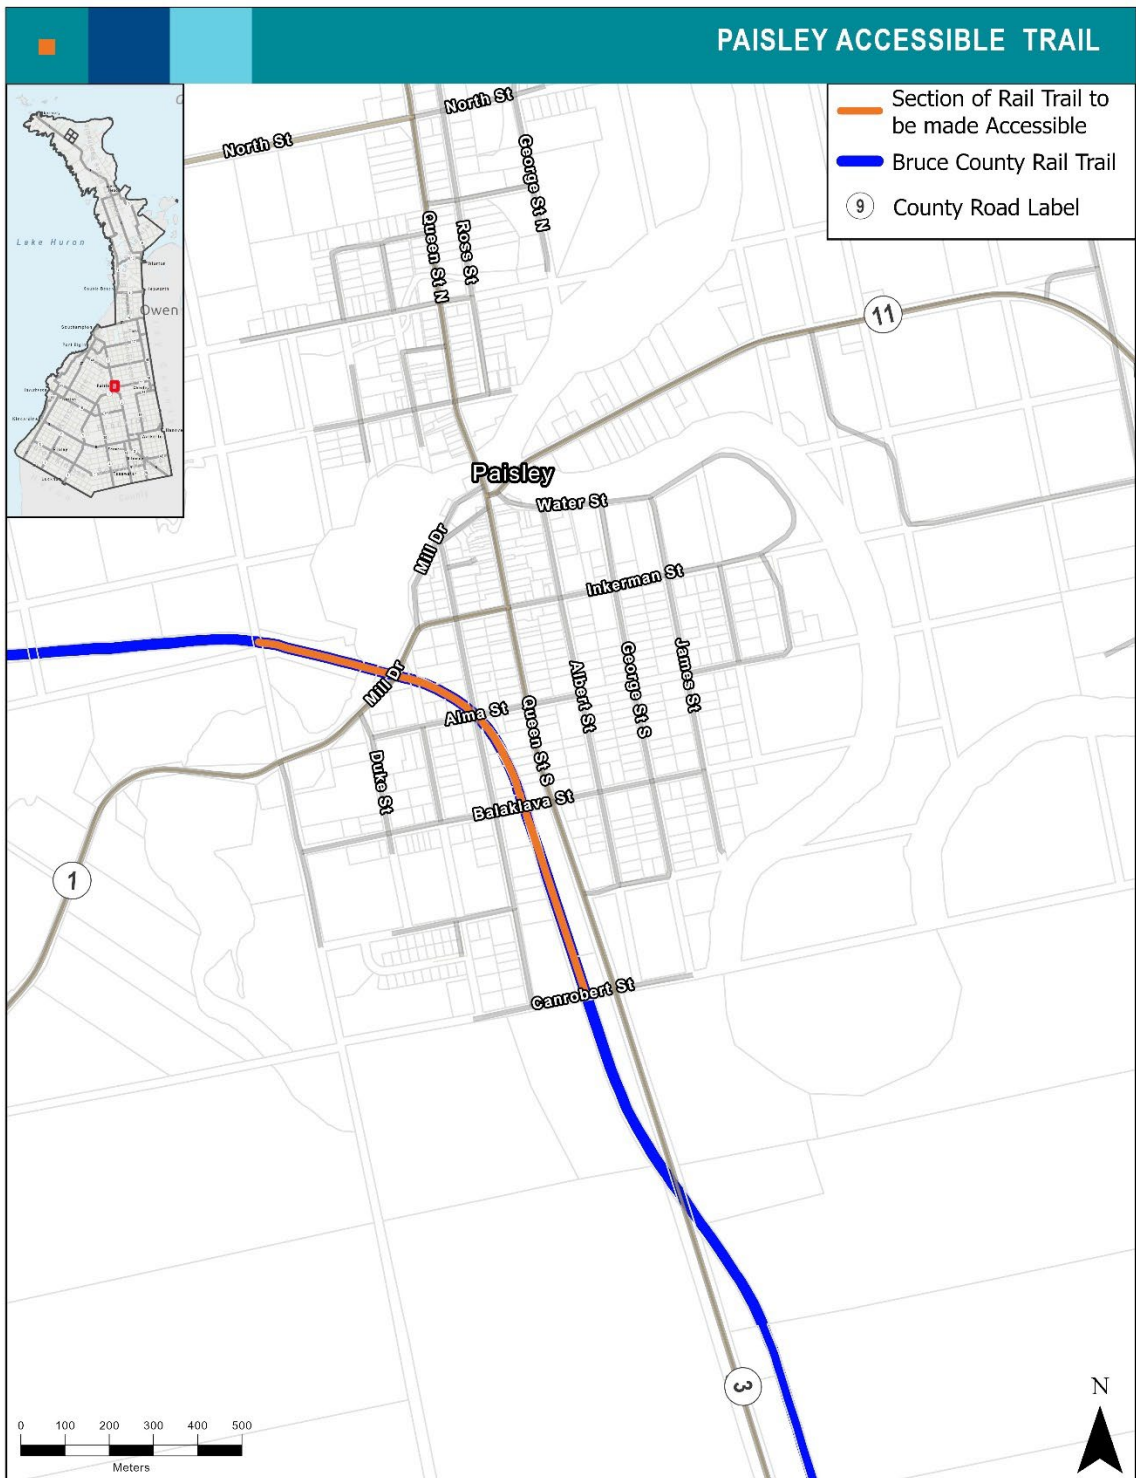 PAISLEY ACCESSIBLE TRAIL
Section of Rail Trail to
be made Accessible
Bruce County Rail Trail
9 County Road Label
Lake Huron
Owen
North St
North St
George St N
Queen St N
Ross St
11
Paisley
Water St
Mill Dr
Inkerman St
Mill Dr
Albert St
George St S
James St
Alma St
Queen St S
Duke St
Balaklava St
1
Canrobert St
3
0 100 200 300 400 500
Meters
N